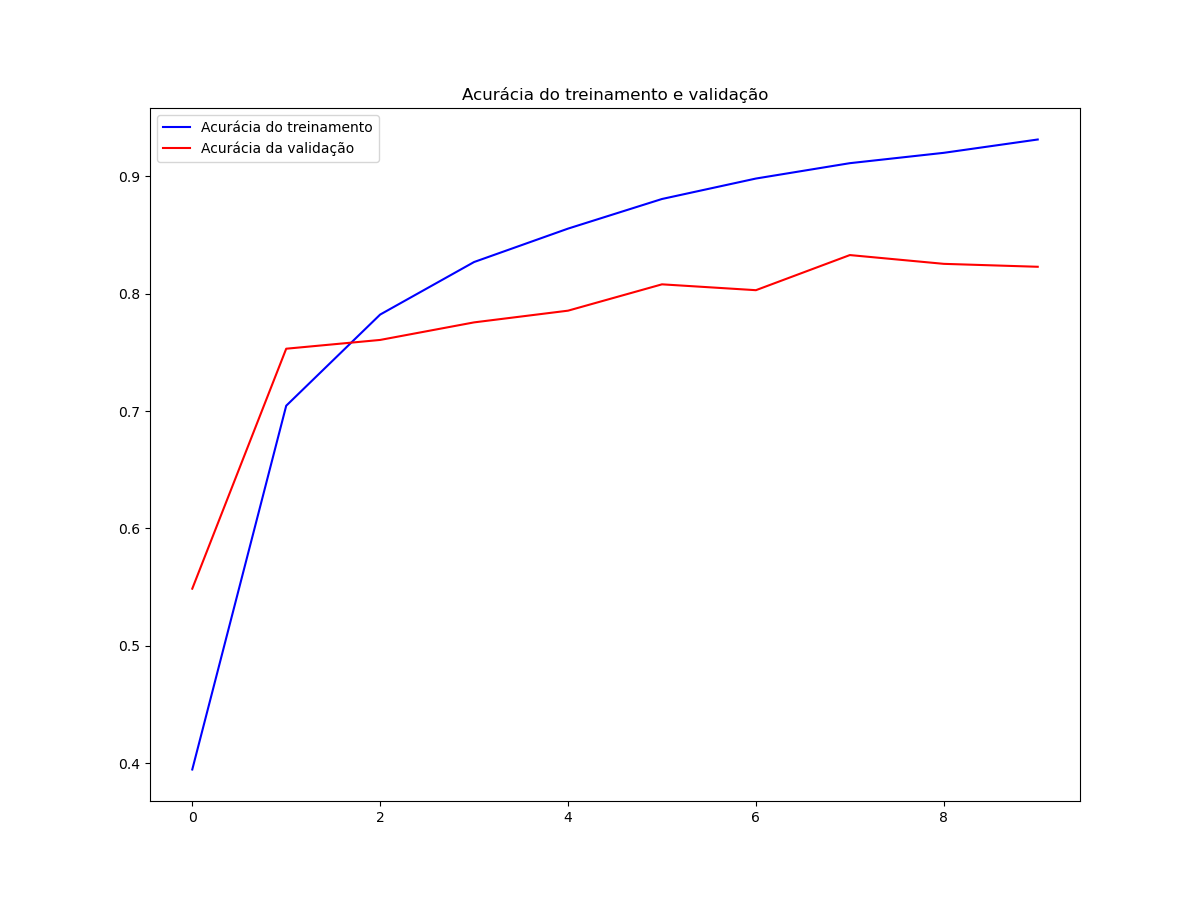 Acurácia do treinamento e validação
Acurácia do treinamento
Acurácia da validação
0.9
0.8
0.7
0.6
0.5
0.4
0 2 4 6 8